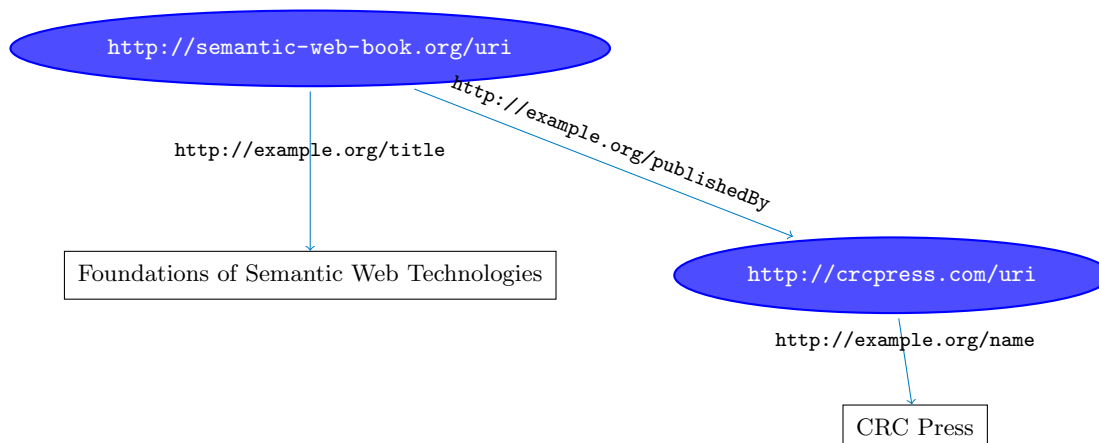 http://semantic-web-book.org/uri
http://example.org/publishedBy
http://example.org/title
Foundations of Semantic Web Technologies
http://crcpress.com/uri
http://example.org/name
CRC Press